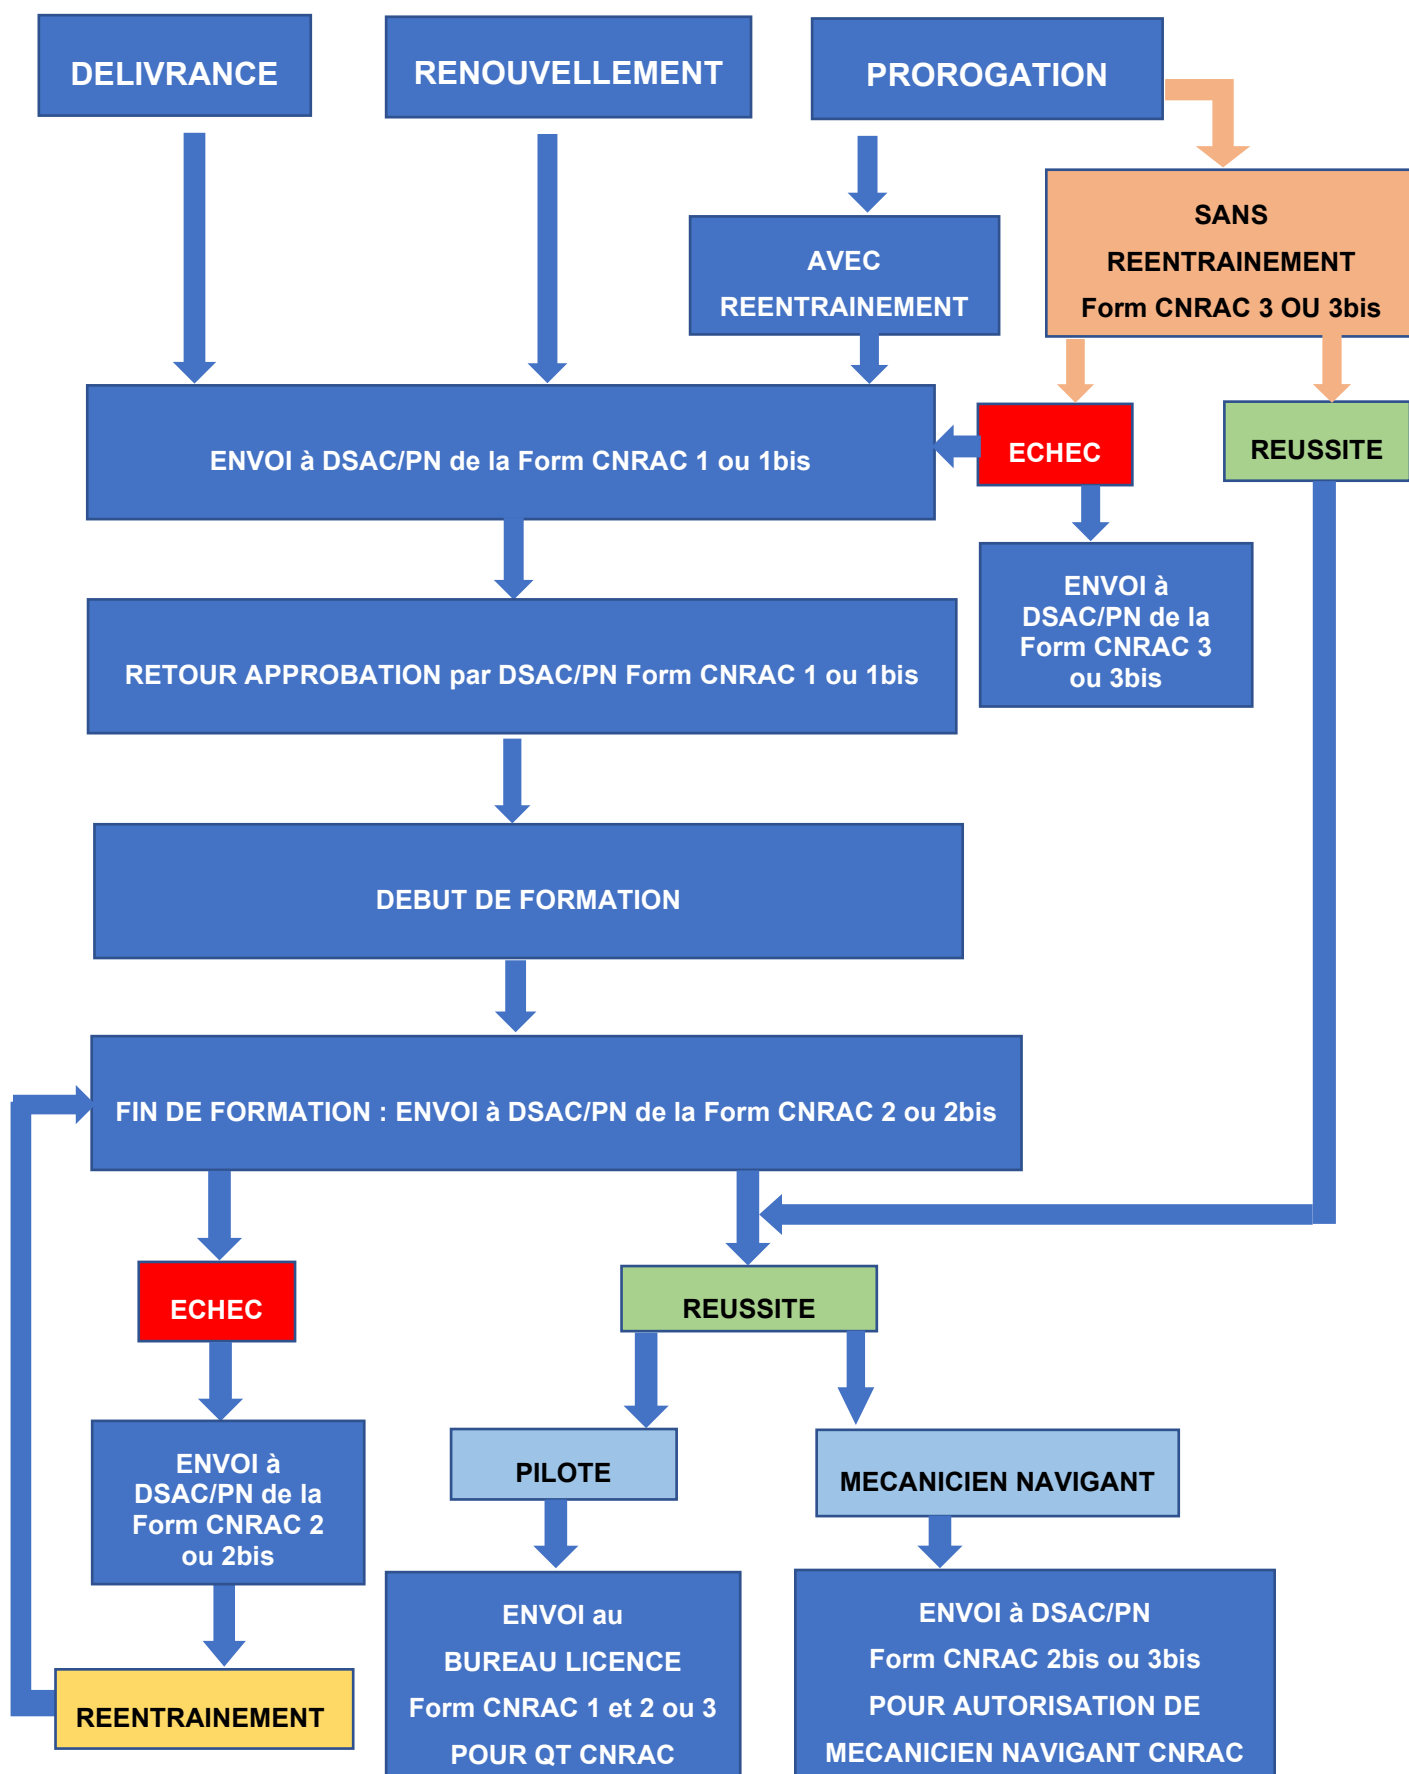 DELIVRANCE
RENOUVELLEMENT
PROROGATION
AVEC
REENTRAINEMENT
SANS
REENTRAINEMENT
Form CNRAC 3 OU 3bis
ENVOI à DSAC/PN de la Form CNRAC 1 ou 1bis
ECHEC
REUSSITE
ENVOI à
DSAC/PN de la
Form CNRAC 3
ou 3bis
RETOUR APPROBATION par DSAC/PN Form CNRAC 1 ou 1bis
DEBUT DE FORMATION
FIN DE FORMATION : ENVOI à DSAC/PN de la Form CNRAC 2 ou 2bis
ECHEC
REUSSITE
ENVOI à
DSAC/PN de la
Form CNRAC 2
ou 2bis
PILOTE
MECANICIEN NAVIGANT
REENTRAINEMENT
ENVOI au
BUREAU LICENCE
Form CNRAC 1 et 2 ou 3
POUR QT CNRAC
ENVOI à DSAC/PN
Form CNRAC 2bis ou 3bis
POUR AUTORISATION DE
MECANICIEN NAVIGANT CNRAC